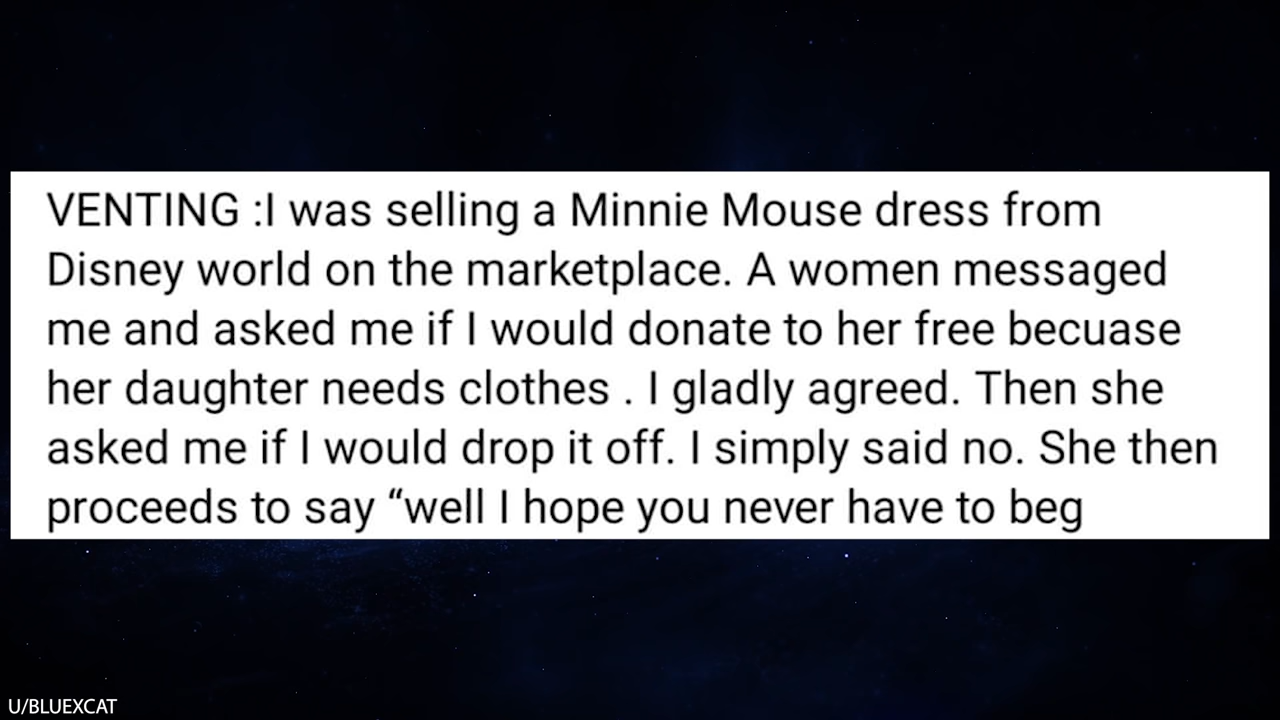 VENTING :I was selling a Minnie Mouse dress from
Disney world on the marketplace. A women messaged
me and asked me if I would donate to her free becuase
her daughter needs clothes . I gladly agreed. Then she
asked me if I would drop it off. I simply said no. She then
proceeds to say “well I hope you never have to beg
U/BLUEXCAT